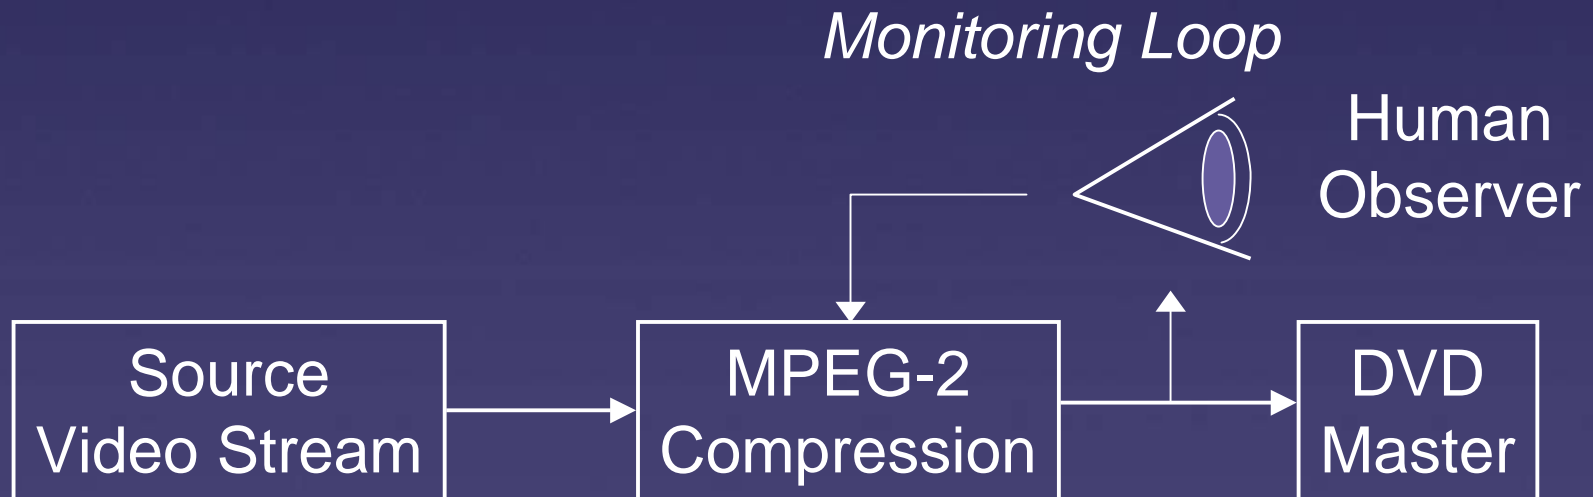 Monitoring Loop
Human
Observer
Source
Video Stream
MPEG-2
Compression
DVD
Master